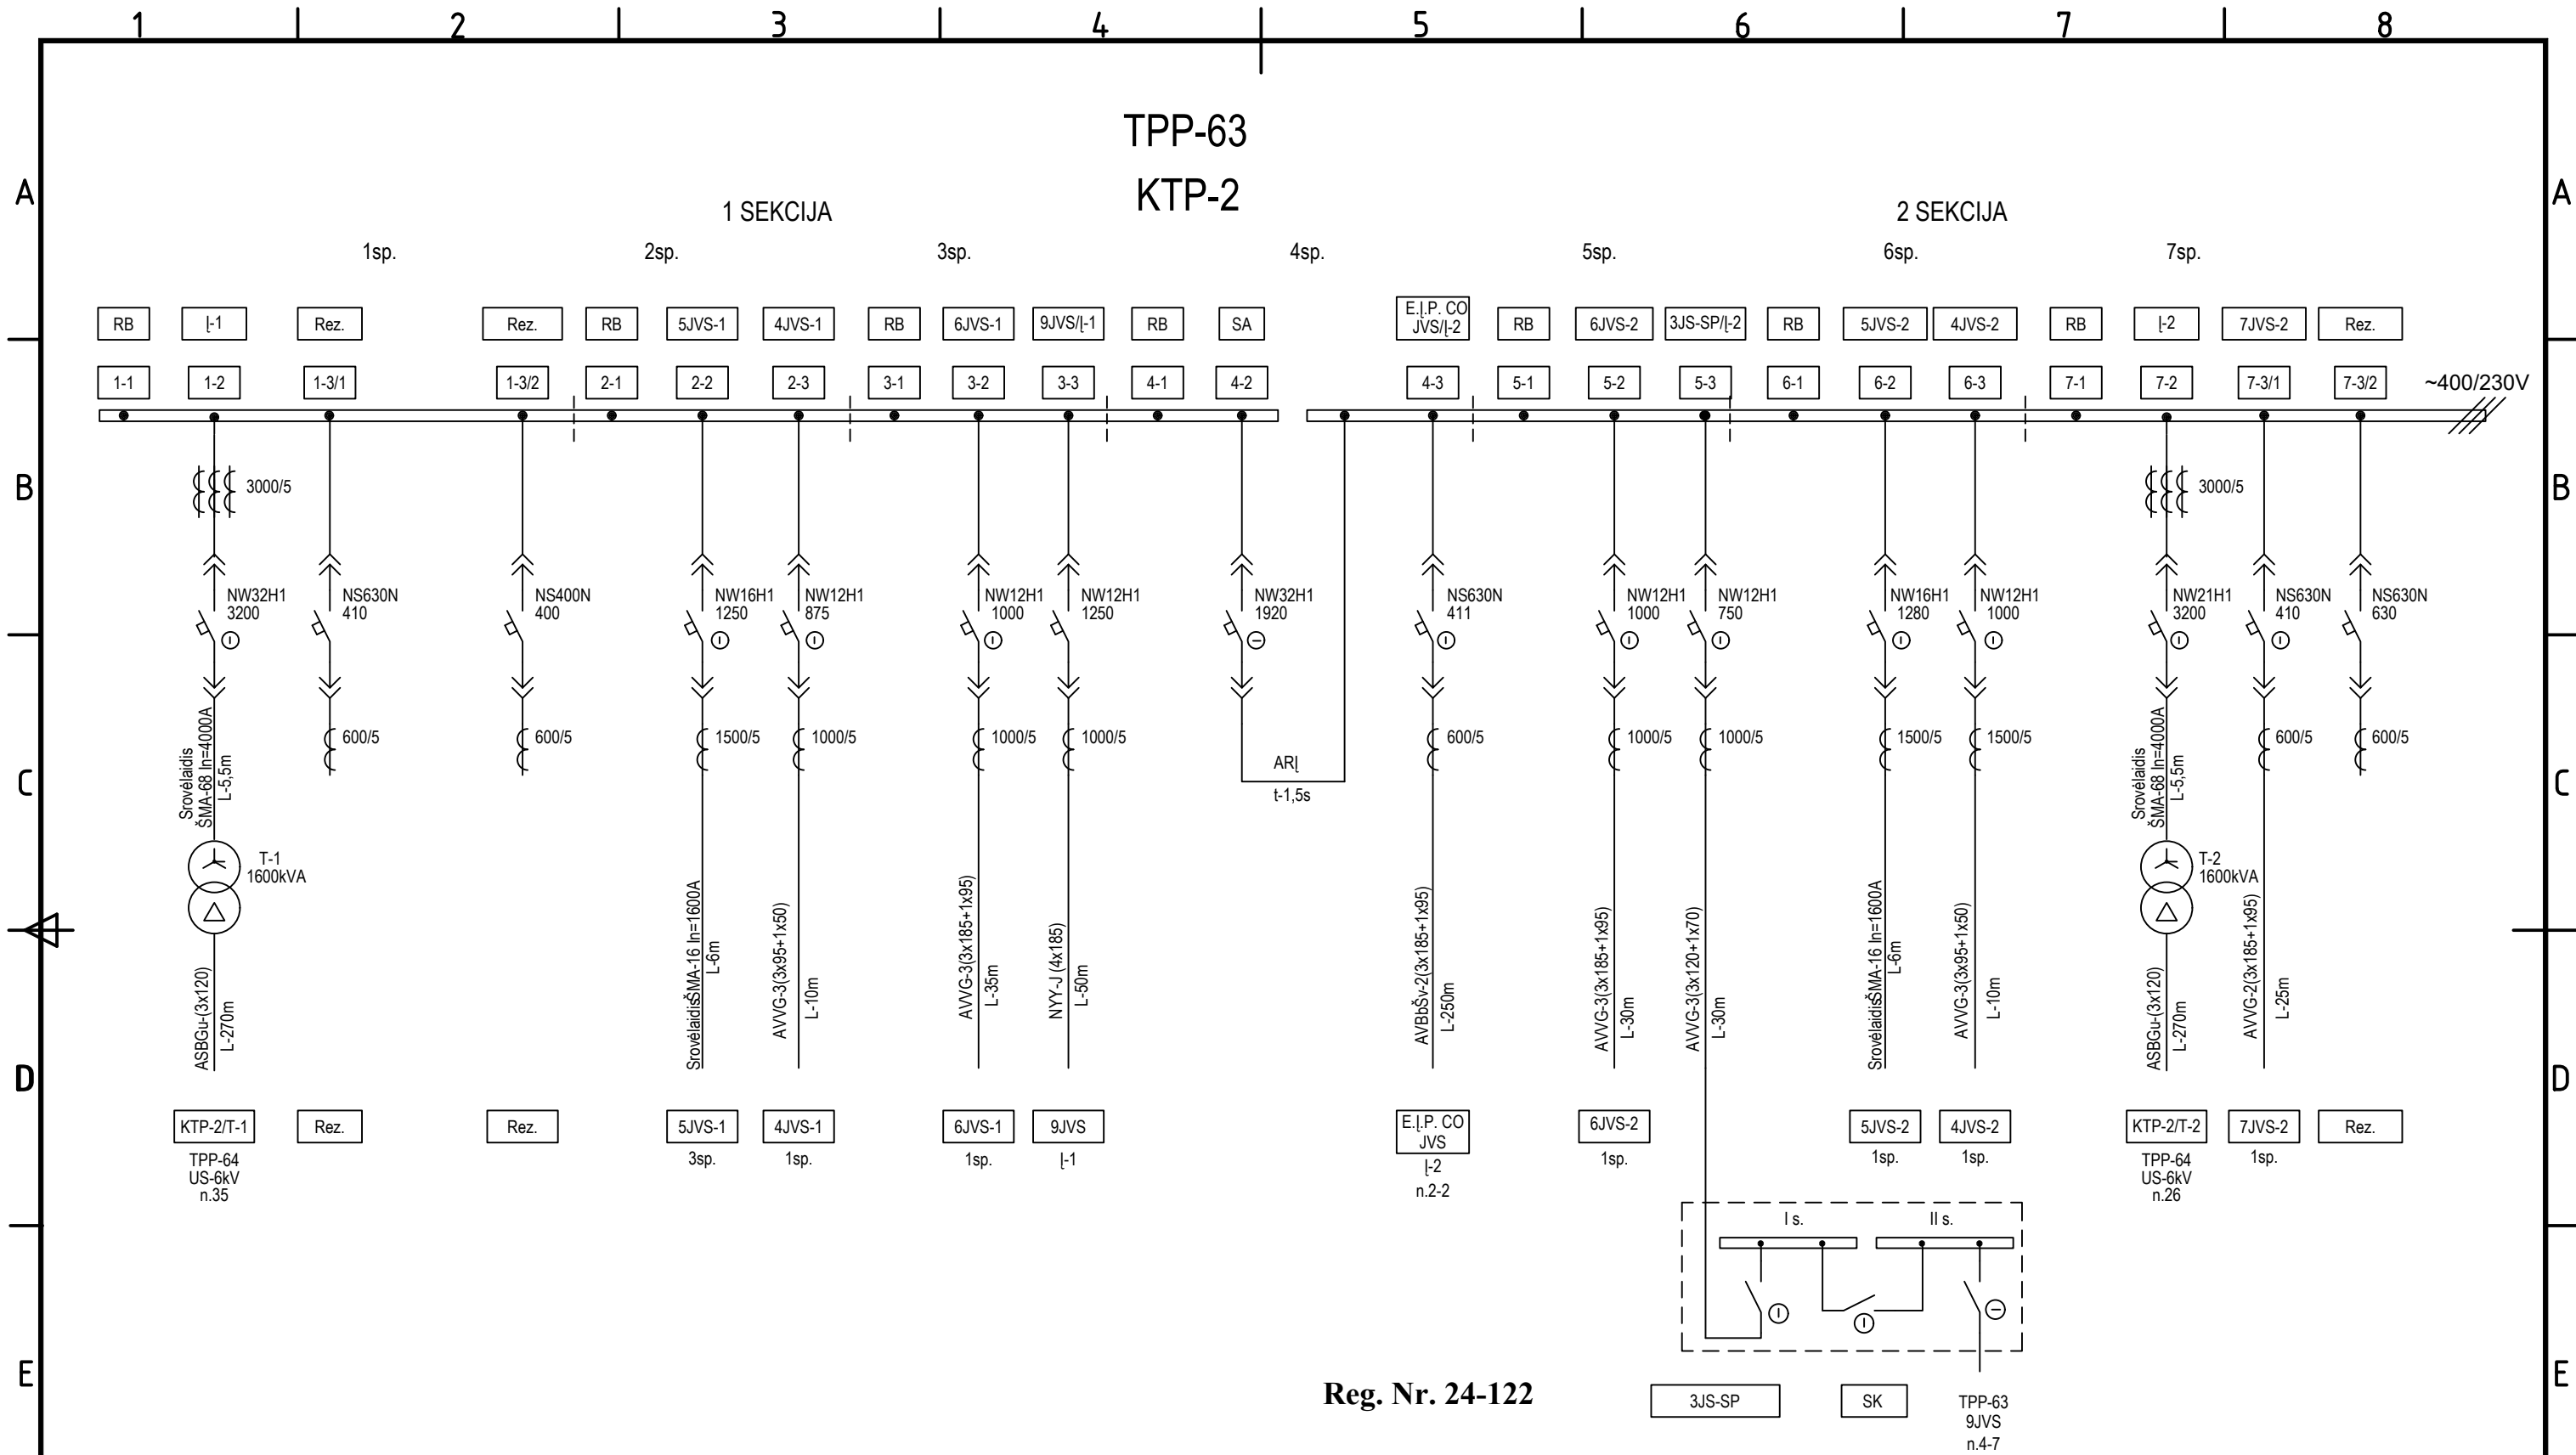 1 2 3 4 5 6 7 8
TPP-63
KTP-2
A A
1 SEKCIJA 2 SEKCIJA
1sp. 2sp. 3sp. 4sp. 5sp. 6sp. 7sp.
RB Į-1 Rez. Rez. RB 5JVS-1 4JVS-1 RB 6JVS-1 9JVS/Į-1 RB SA E.Į.P. CO RB 6JVS-2 3JS-SP/Į-2 RB 5JVS-2 4JVS-2 RB Į-2 7JVS-2 Rez.
JVS/Į-2
1-1 1-2 1-3/1 1-3/2 2-1 2-2 2-3 3-1 3-2 3-3 4-1 4-2 4-3 5-1 5-2 5-3 6-1 6-2 6-3 7-1 7-2 7-3/1 7-3/2 ~400/230V
B 3000/5 3000/5 B
NW32H1 NS630N NS400N NW16H1 NW12H1 NW12H1 NW12H1 NW32H1 NS630N NW12H1 NW12H1 NW16H1 NW12H1 NW21H1 NS630N NS630N
3200 410 400 1250 875 1000 1250 1920 411 1000 750 1280 1000 3200 410 630
600/5 600/5 1500/5 1000/5 1000/5 1000/5 600/5 1000/5 1000/5 1500/5 1500/5 600/5 600/5
C C
ARĮ
t-1,5s
Srovėlaidis
ŠMA-68 In=4000A
L-5,5m
Srovėlaidis
ŠMA-68 In=4000A
L-5,5m
T-1
1600kVA
T-2
1600kVA
ASBGu-(3x120)
L-270m
SrovėlaidisŠMA-16 In=1600A
L-6m
AVVG-3(3x95+1x50)
L-10m
AVVG-3(3x185+1x95)
L-35m
NYY-J (4x185)
L-50m
AVBbŠv-2(3x185+1x95)
L-250m
AVVG-3(3x185+1x95)
L-30m
AVVG-3(3x120+1x70)
L-30m
SrovėlaidisŠMA-16 In=1600A
L-6m
AVVG-3(3x95+1x50)
L-10m
ASBGu-(3x120)
L-270m
AVVG-2(3x185+1x95)
L-25m
D D
KTP-2/T-1 Rez. Rez. 5JVS-1 4JVS-1 6JVS-1 9JVS E.Į.P. CO 6JVS-2 5JVS-2 4JVS-2 KTP-2/T-2 7JVS-2 Rez.
JVS
TPP-64 3sp. 1sp. 1sp. Į-1 Į-2 1sp. 1sp. 1sp. TPP-64 1sp.
US-6kV US-6kV
n.35 n.2-2 n.26
I s. II s.
E E
Reg. Nr. 24-122
3JS-SP SK TPP-63
9JVS
n.4-7